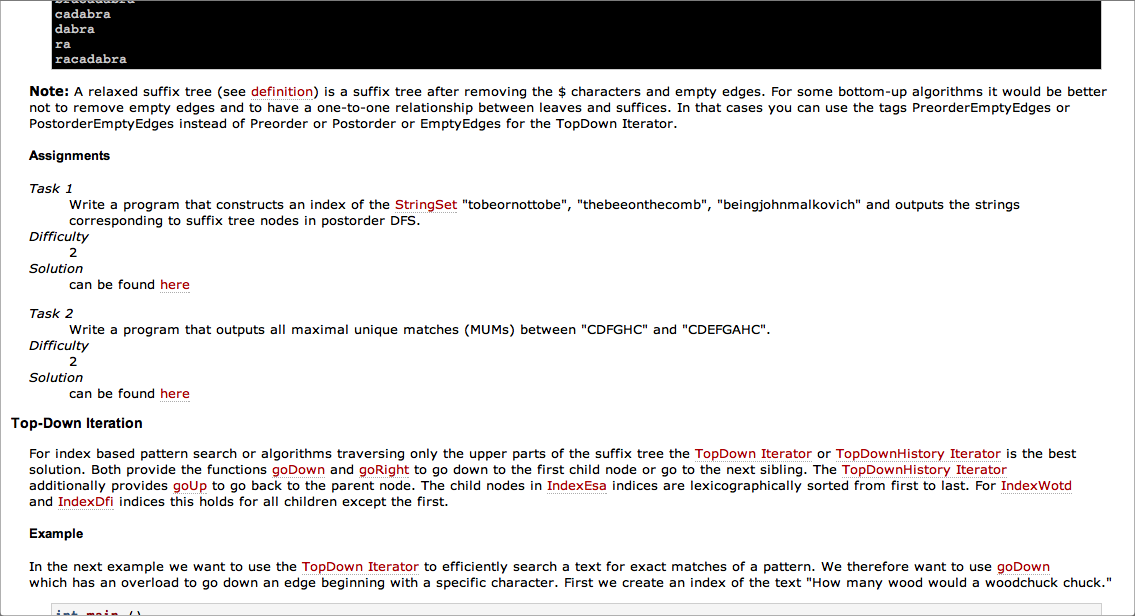 cadabra
dabra
ra
racadabra
Note: A relaxed suffix tree (see definition) is a suffix tree after removing the $ characters and empty edges. For some bottom-up algorithms it would be better
not to remove empty edges and to have a one-to-one relationship between leaves and suffices. In that cases you can use the tags PreorderEmptyEdges or
PostorderEmptyEdges instead of Preorder or Postorder or EmptyEdges for the TopDown Iterator.
Assignments
Task 1
Write a program that constructs an index of the StringSet "tobeornottobe", "thebeeonthecomb", "beingjohnmalkovich" and outputs the strings
corresponding to suffix tree nodes in postorder DFS.
Difficulty
2
Solution
can be found here
Task 2
Write a program that outputs all maximal unique matches (MUMs) between "CDFGHC" and "CDEFGAHC".
Difficulty
2
Solution
can be found here
Top-Down Iteration
For index based pattern search or algorithms traversing only the upper parts of the suffix tree the TopDown Iterator or TopDownHistory Iterator is the best
solution. Both provide the functions goDown and goRight to go down to the first child node or go to the next sibling. The TopDownHistory Iterator
additionally provides goUp to go back to the parent node. The child nodes in IndexEsa indices are lexicographically sorted from first to last. For IndexWotd
and IndexDfi indices this holds for all children except the first.
Example
In the next example we want to use the TopDown Iterator to efficiently search a text for exact matches of a pattern. We therefore want to use goDown
which has an overload to go down an edge beginning with a specific character. First we create an index of the text "How many wood would a woodchuck chuck."
int main ()